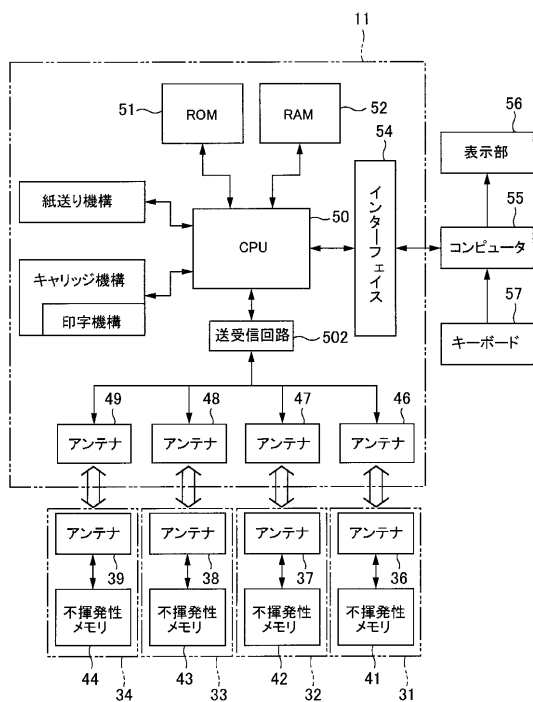 11
51
ROM
52
RAM
54
56
表示部
紙送り機構
50
CPU
インターフェイス
55
コンピュータ
キャリッジ機構
印字機構
57
キーボード
送受信回路
502
49
48
47
46
アンテナ
アンテナ
アンテナ
アンテナ
アンテナ
アンテナ
アンテナ
アンテナ
39
38
37
36
不揮発性
メモリ
不揮発性
メモリ
不揮発性
メモリ
不揮発性
メモリ
44
34
43
33
42
32
41
31